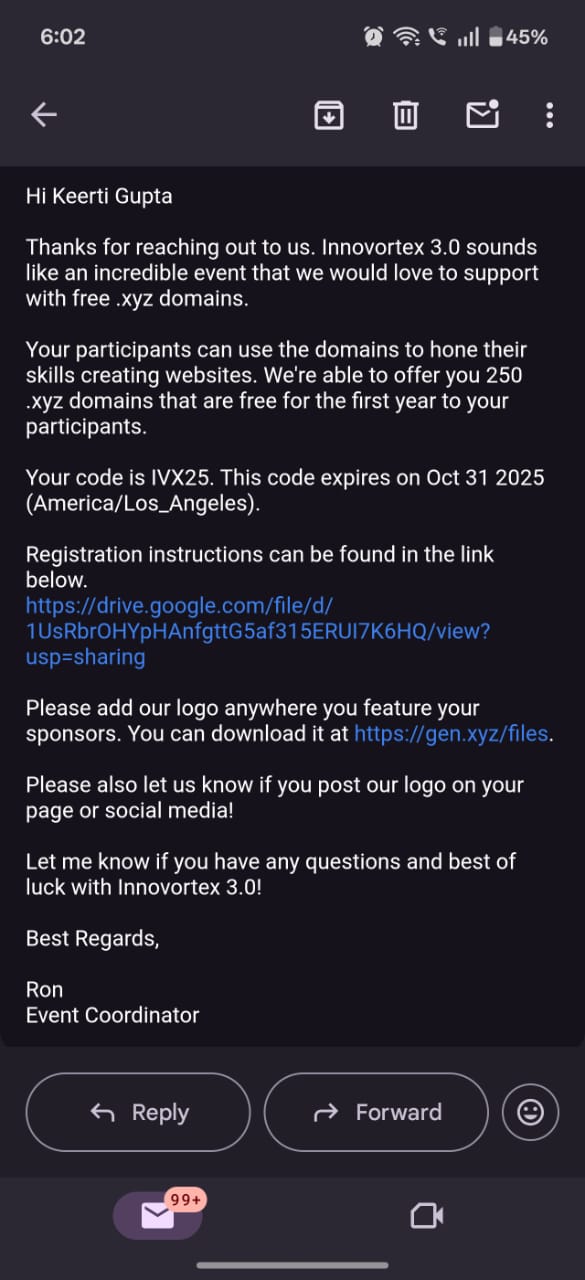 6:02
45%
Hi Keerti Gupta
Thanks for reaching out to us. Innovortex 3.0 sounds
like an incredible event that we would love to support
with free .xyz domains.
Your participants can use the domains to hone their
skills creating websites. We're able to offer you 250
.xyz domains that are free for the first year to your
participants.
Your code is IVX25. This code expires on Oct 31 2025
(America/Los_Angeles).
Registration instructions can be found in the link
below.
https://drive.google.com/file/d/
1UsRbrOHYpHAnfgttG5af315ERUI7K6HQ/view?
usp=sharing
Please add our logo anywhere you feature your
sponsors. You can download it at https://gen.xyz/files.
Please also let us know if you post our logo on your
page or social media!
Let me know if you have any questions and best of
luck with Innovortex 3.0!
Best Regards,
Ron
Event Coordinator
Reply
Forward
99+